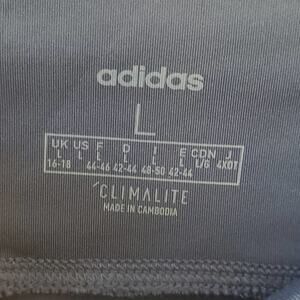 adidas
L
UK US F D I E CDN J
L L L L L L L/G 4XOT
16-18 44-46 42-44 48-50 42-44
CLIMALITE
MADE IN CAMBODIA